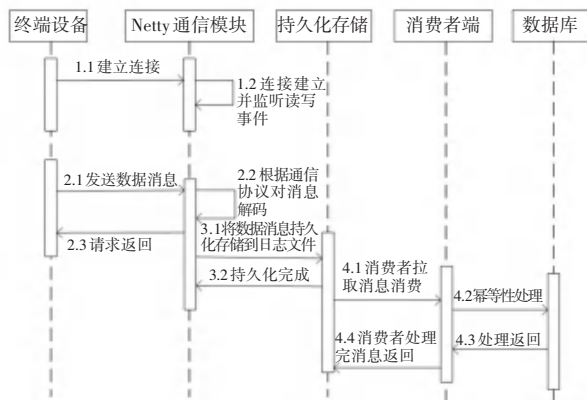 终端设备
Netty 通信模块
持久化存储
消费者端
数据库
1.1 建立连接
1.2 连接建立
并监听读写
事件
2.1 发送数据消息
2.2 根据通信
协议对消息
解码
2.3 请求返回
3.1将数据消息持久
化存储到日志文件
3.2 持久化完成
4.1 消费者拉
取消息消费
4.2幂等性处理
4.3 处理返回
4.4 消费者处理
完消息返回